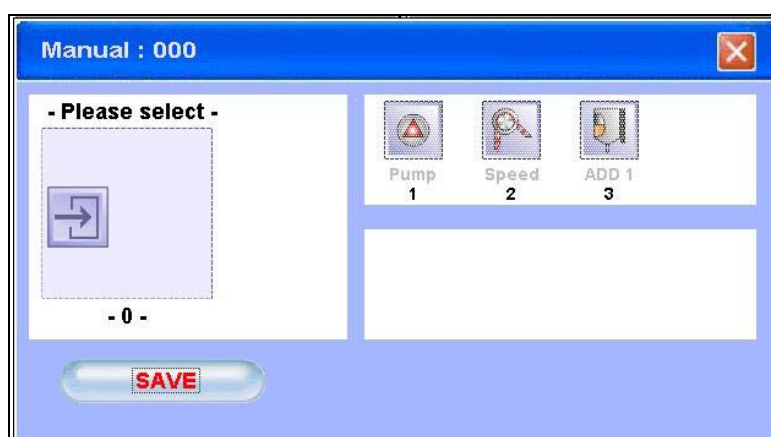 Manual : 000
- Please select -
- 0 -
SAVE
Pump Speed ADD 1
1 2 3